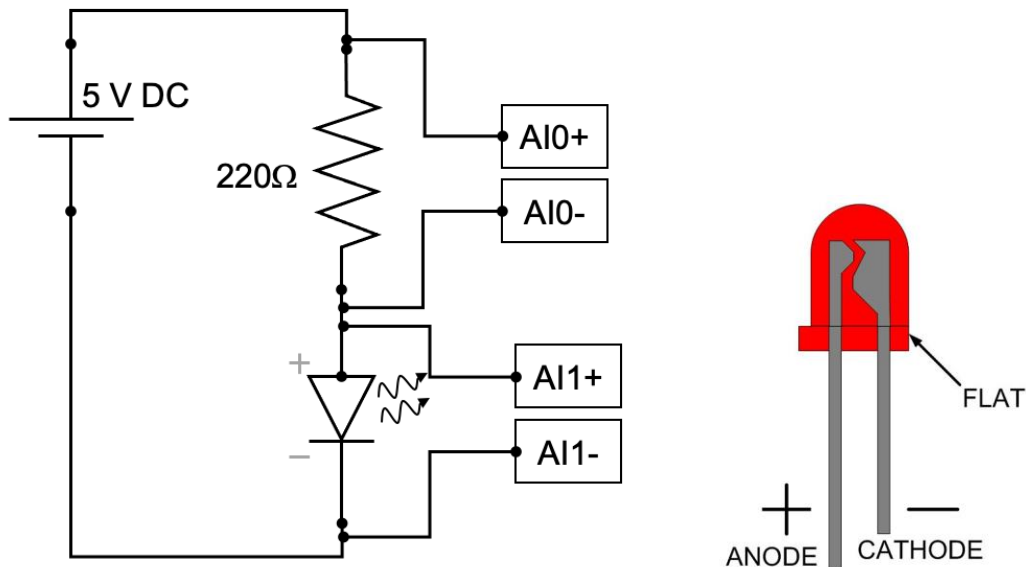 5 V DC
220Ω
AI0+
AI0-
+
AI1+
−
AI1-
FLAT
+
−
ANODE
CATHODE